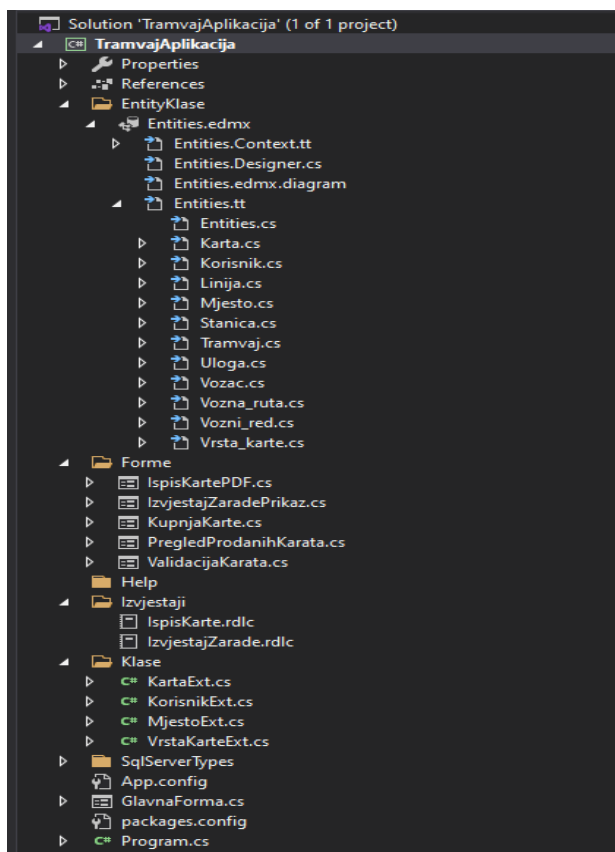 Solution 'TramvajAplikacija' (1 of 1 project)
C# TramvajAplikacija
Properties
References
EntityKlase
Entities.edmx
Entities.Context.tt
Entities.Designer.cs
Entities.edmx.diagram
Entities.tt
Entities.cs
Karta.cs
Korisnik.cs
Linija.cs
Mjesto.cs
Stanica.cs
Tramvaj.cs
Uloga.cs
Vozac.cs
Vozna_ruta.cs
Vozni_red.cs
Vrsta_karte.cs
Forme
IspisKartePDF.cs
IzvjestajZaradePrikaz.cs
KupnjaKarte.cs
PregledProdanihKarata.cs
ValidacijaKarata.cs
Help
Izvjestaji
IspisKarte.rdlc
IzvjestajZarade.rdlc
Klase
C# KartaExt.cs
C# KorisnikExt.cs
C# MjestoExt.cs
C# VrstaKarteExt.cs
SqlServerTypes
App.config
GlavnaForma.cs
packages.config
C# Program.cs